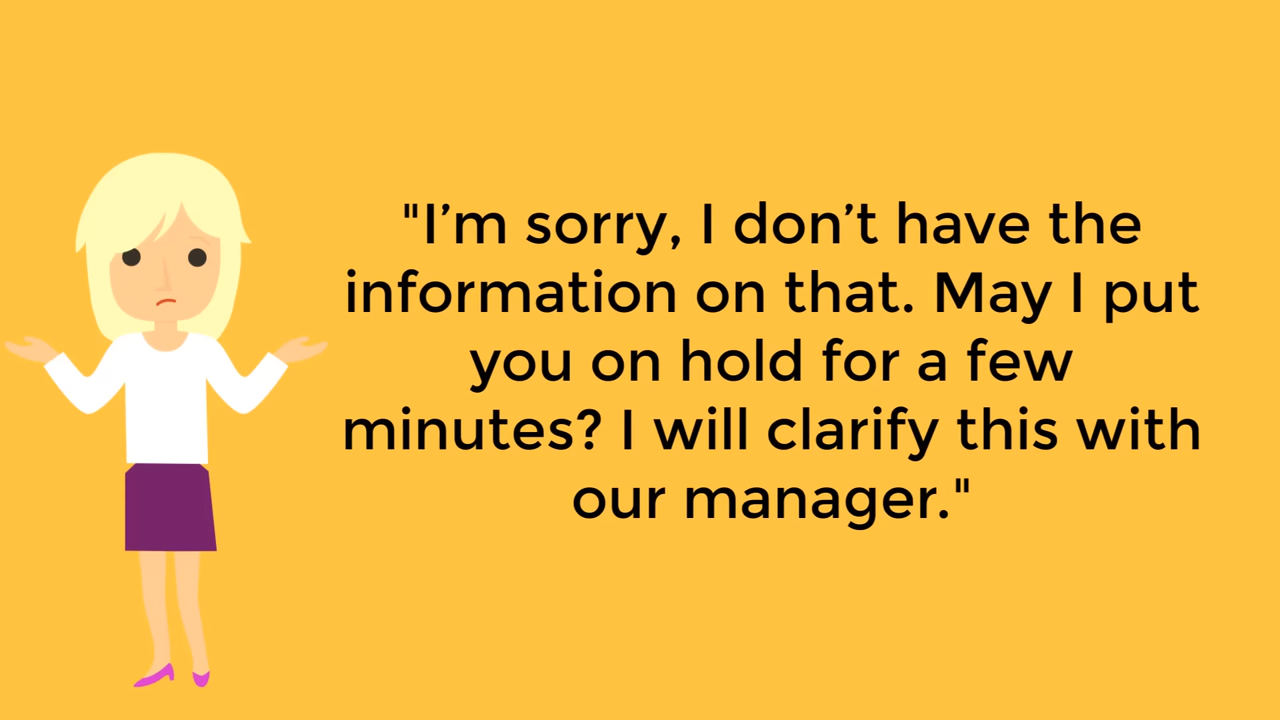 "I’m sorry, I don’t have the
information on that. May I put
you on hold for a few
minutes? I will clarify this with
our manager."